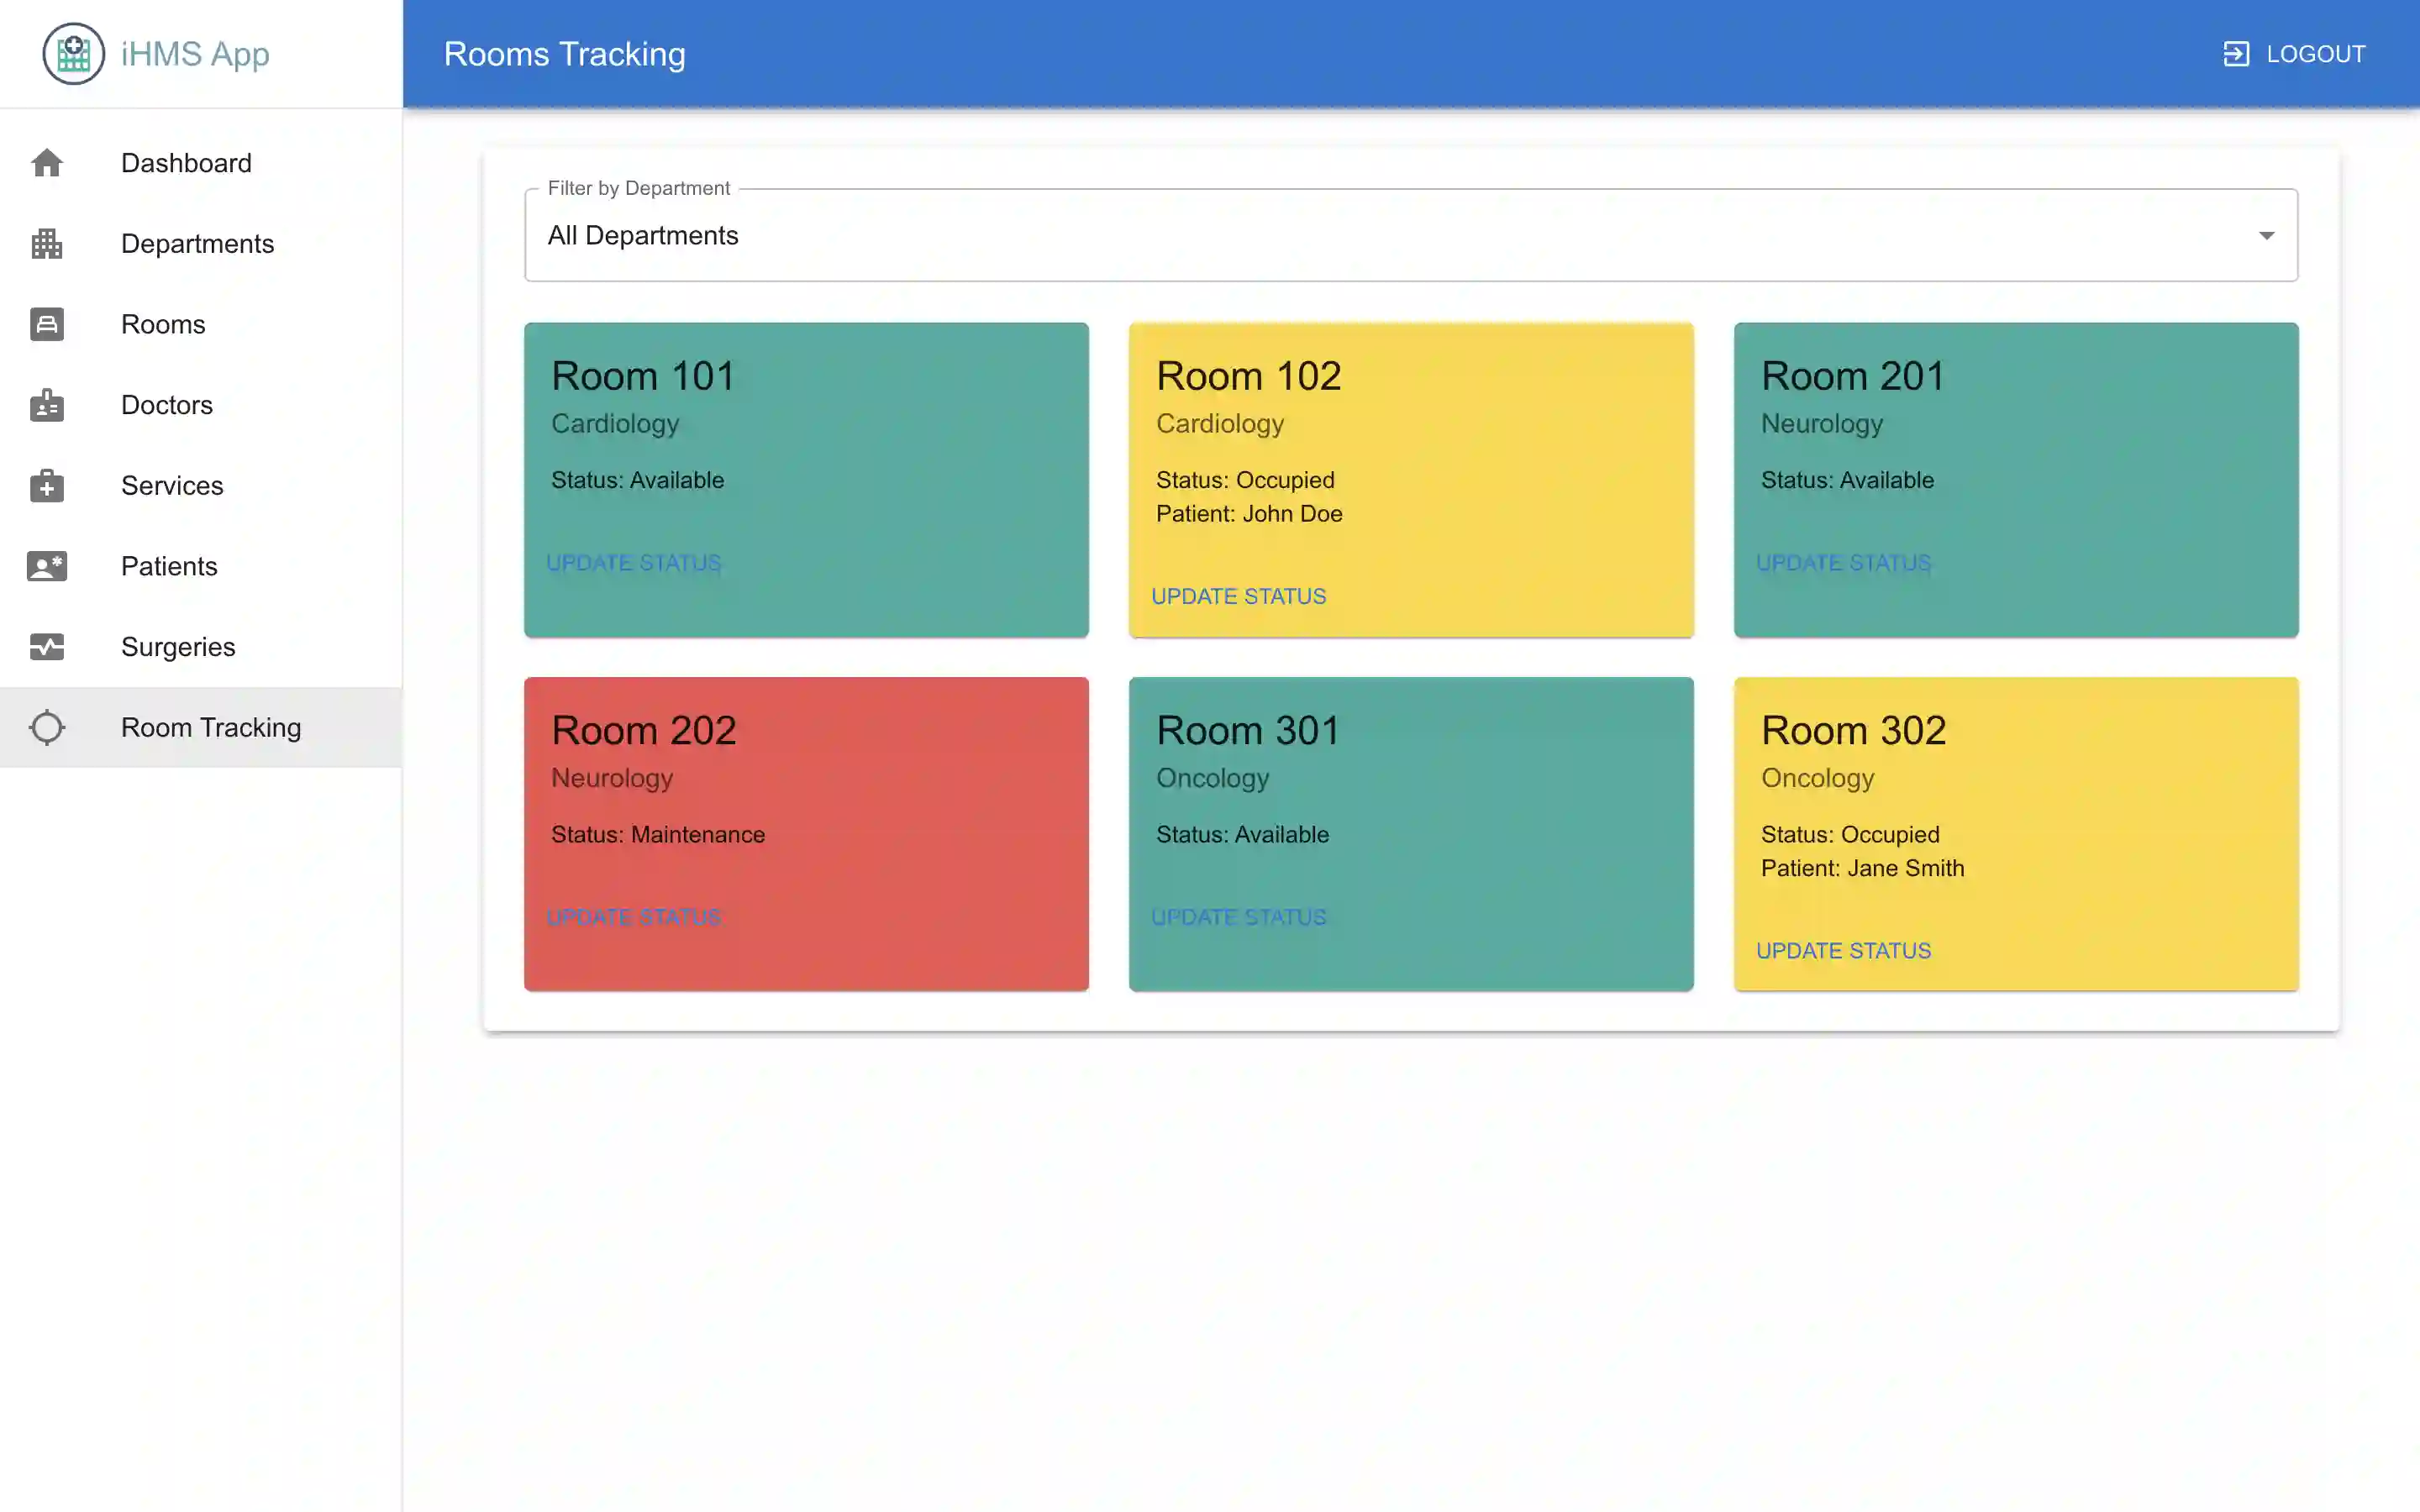 iHMS App
Rooms Tracking
LOGOUT
Dashboard
Departments
Rooms
Doctors
Services
Patients
Surgeries
Room Tracking
Filter by Department
All Departments
Room 101
Cardiology
Status: Available
UPDATE STATUS
Room 102
Cardiology
Status: Occupied
Patient: John Doe
UPDATE STATUS
Room 201
Neurology
Status: Available
UPDATE STATUS
Room 202
Neurology
Status: Maintenance
UPDATE STATUS
Room 301
Oncology
Status: Available
UPDATE STATUS
Room 302
Oncology
Status: Occupied
Patient: Jane Smith
UPDATE STATUS